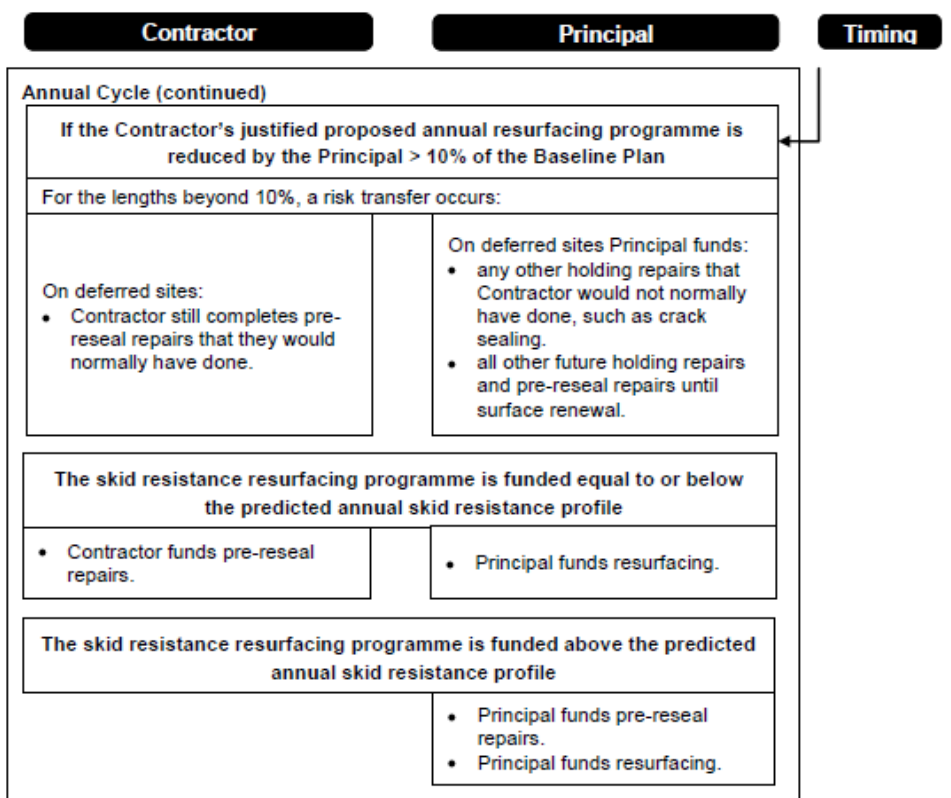 Contractor
Principal
Timing
Annual Cycle (continued)
If the Contractor's justified proposed annual resurfacing programme is
reduced by the Principal > 10% of the Baseline Plan
For the lengths beyond 10%, a risk transfer occurs:
On deferred sites:
• Contractor still completes pre-
reseal repairs that they would
normally have done.
On deferred sites Principal funds:
• any other holding repairs that
Contractor would not normally
have done, such as crack
sealing.
• all other future holding repairs
and pre-reseal repairs until
surface renewal.
The skid resistance resurfacing programme is funded equal to or below
the predicted annual skid resistance profile
• Contractor funds pre-reseal
repairs.
• Principal funds resurfacing.
The skid resistance resurfacing programme is funded above the predicted
annual skid resistance profile
• Principal funds pre-reseal
repairs.
• Principal funds resurfacing.